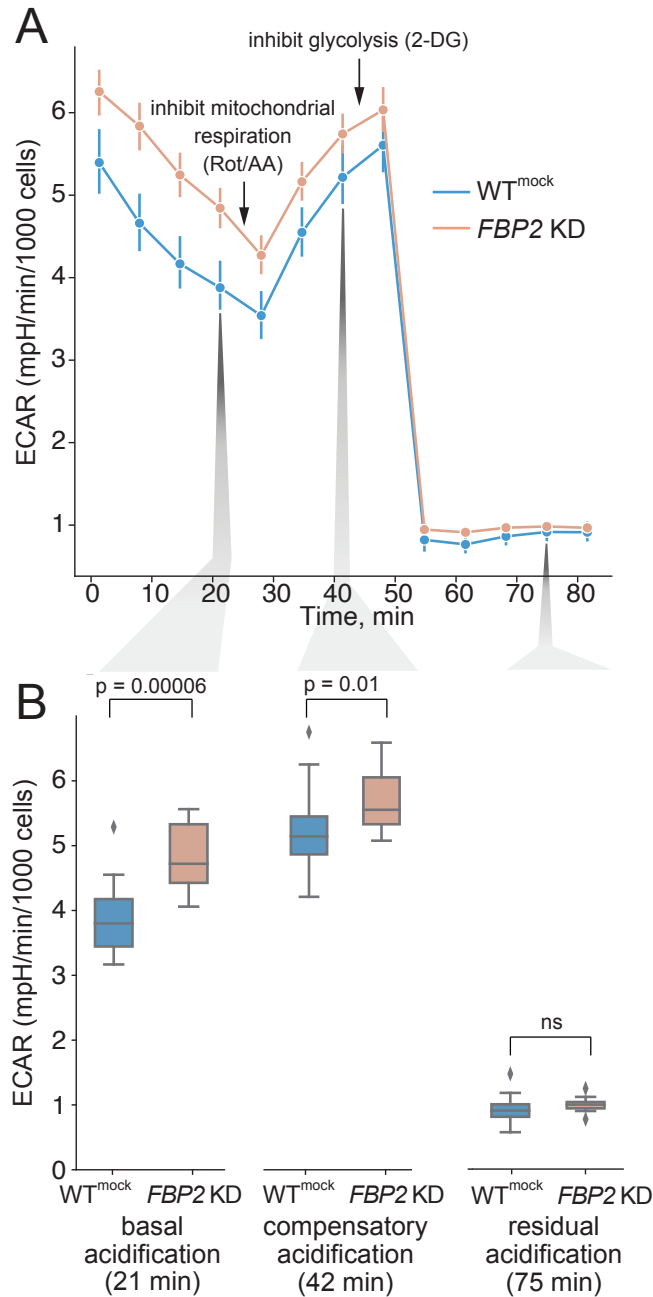 A
inhibit glycolysis (2-DG)
inhibit mitochondrial
respiration
(Rot/AA)
WTmock
FBP2 KD
ECAR (mpH/min/1000 cells)
6
5
4
3
2
1
0 10 20 30 40 50 60 70 80
Time, min
B
p = 0.00006
p = 0.01
ns
ECAR (mpH/min/1000 cells)
6
5
4
3
2
1
0
WTmock FBP2 KD WTmock FBP2 KD WTmock FBP2 KD
basal
acidification
(21 min)
compensatory
acidification
(42 min)
residual
acidification
(75 min)